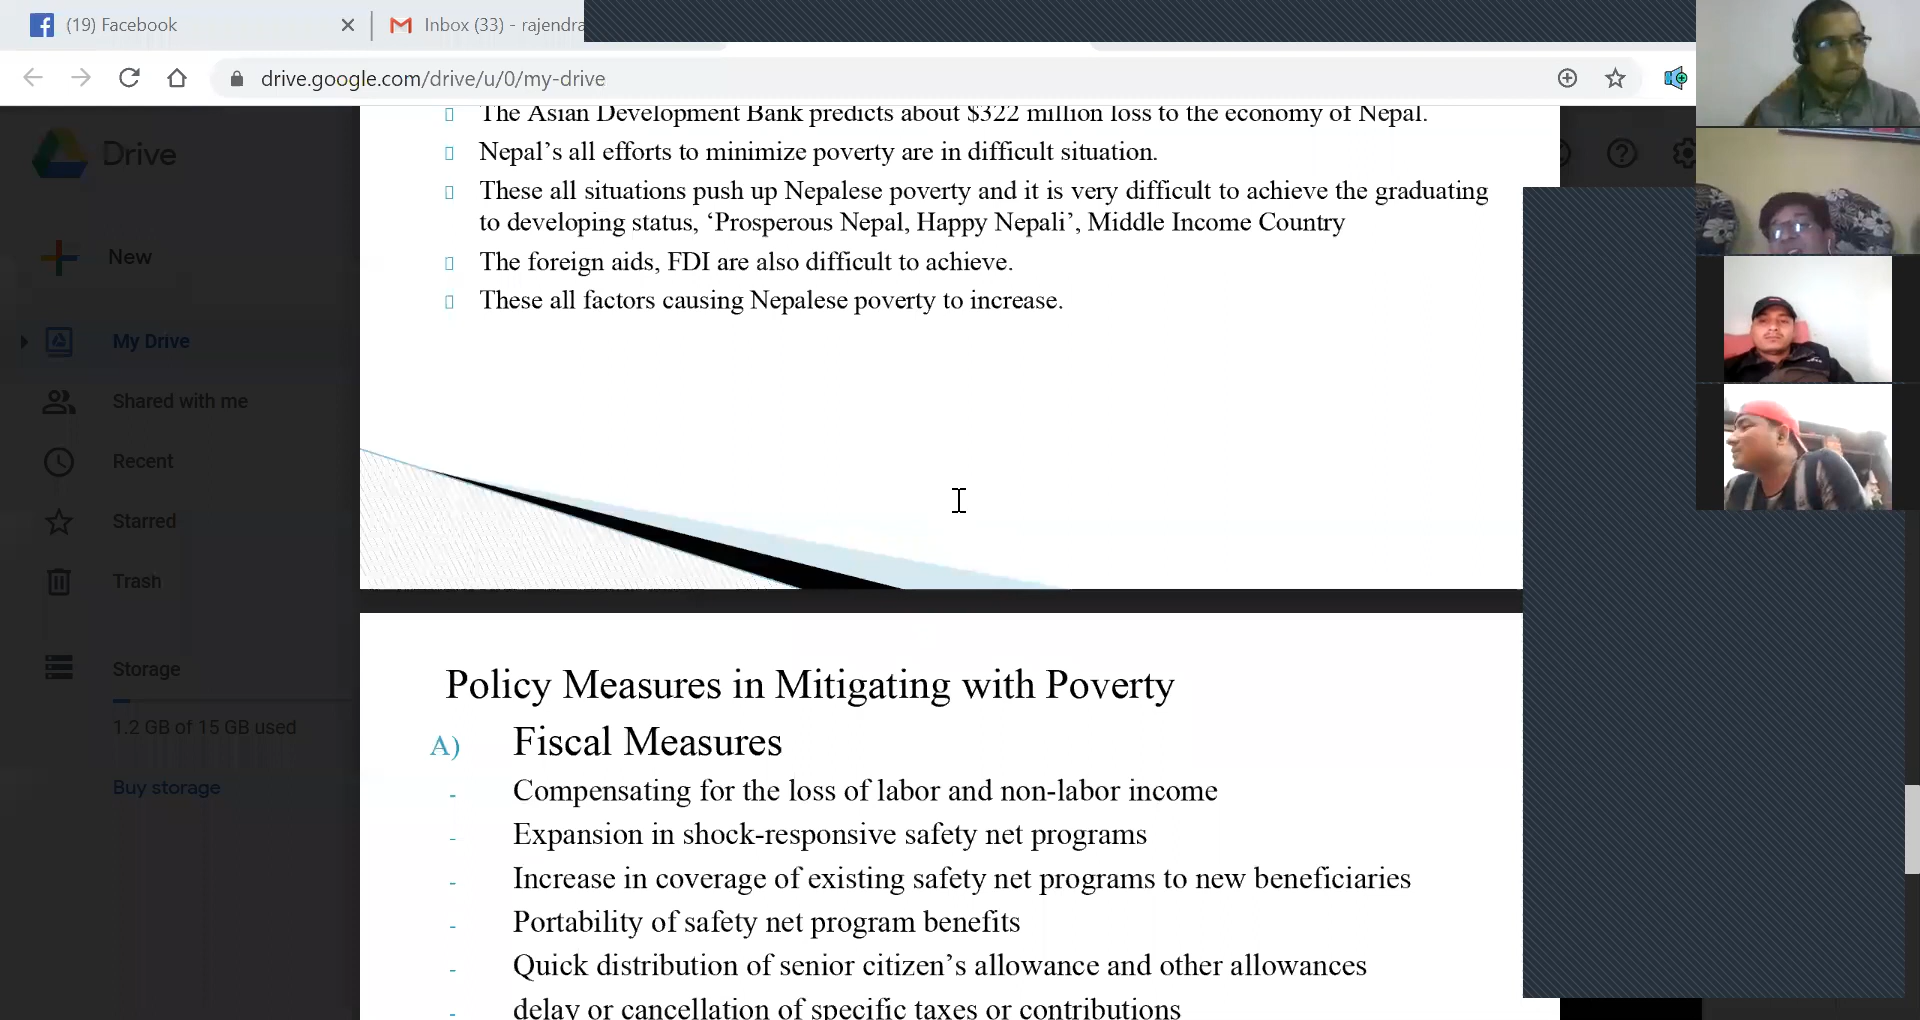 (19) Facebook
Inbox (33) - rajendra
drive.google.com/drive/u/0/my-drive
Drive
New
My Drive
Shared with me
Recent
Starred
Trash
Storage
1.2 GB of 15 GB used
Buy storage
The Asian Development Bank predicts about $322 million loss to the economy of Nepal.
Nepal’s all efforts to minimize poverty are in difficult situation.
These all situations push up Nepalese poverty and it is very difficult to achieve the graduating
to developing status, ‘Prosperous Nepal, Happy Nepali’, Middle Income Country
The foreign aids, FDI are also difficult to achieve.
These all factors causing Nepalese poverty to increase.
Policy Measures in Mitigating with Poverty
A) Fiscal Measures
- Compensating for the loss of labor and non-labor income
- Expansion in shock-responsive safety net programs
- Increase in coverage of existing safety net programs to new beneficiaries
- Portability of safety net program benefits
- Quick distribution of senior citizen’s allowance and other allowances
- delay or cancellation of specific taxes or contributions